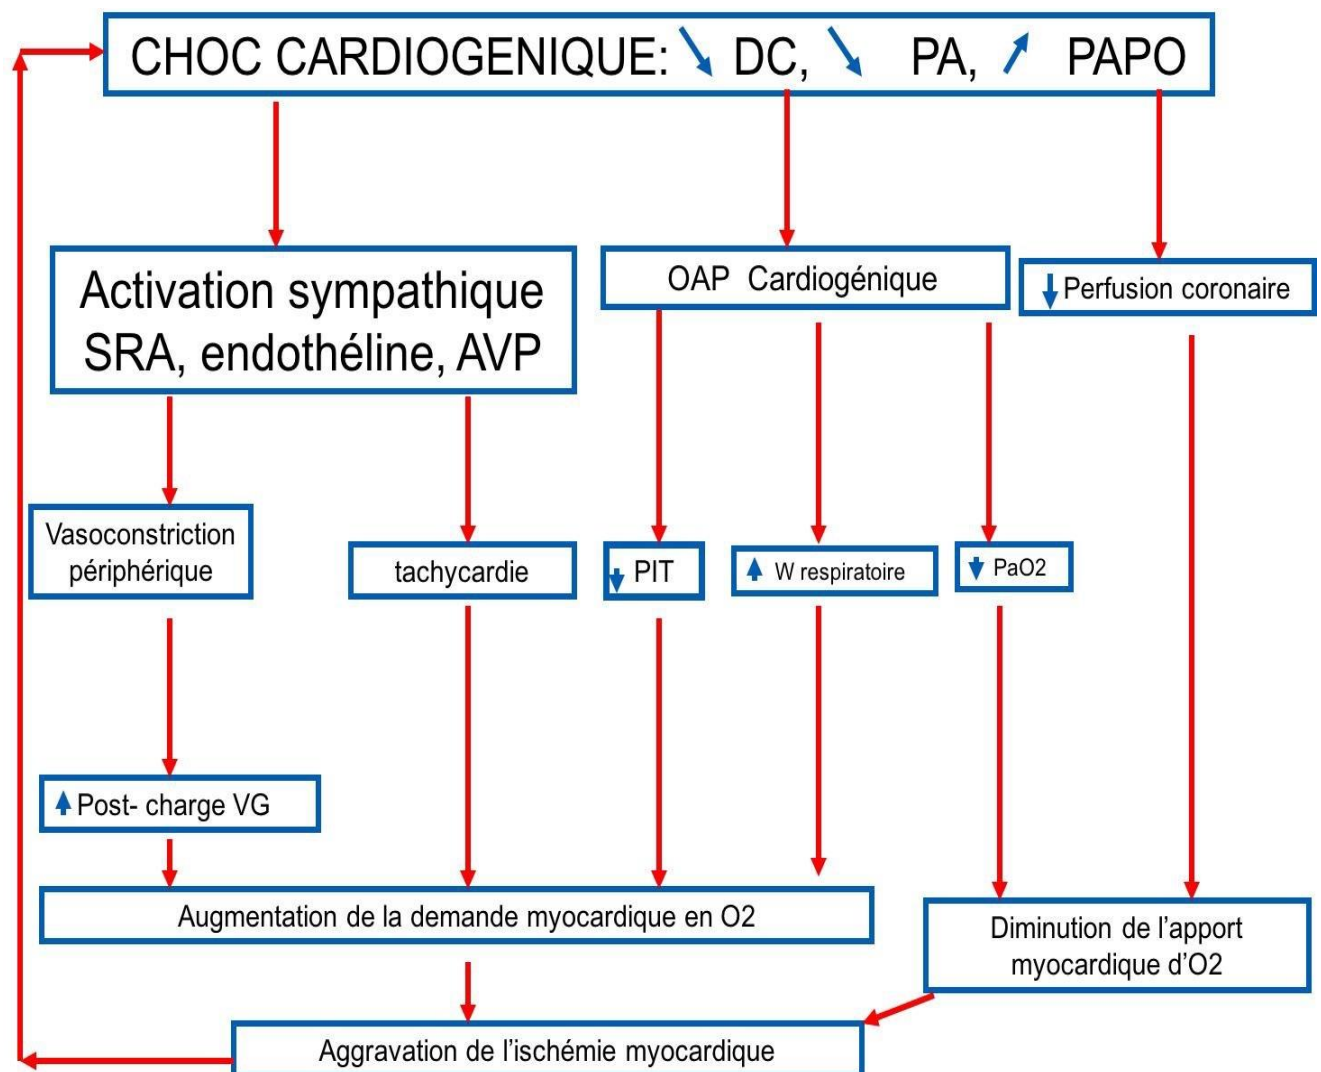 CHOC CARDIOGENIQUE: ↘ DC, ↘ PA, ↗ PAPO
Activation sympathique
SRA, endothéline, AVP
OAP Cardiogénique
↓ Perfusion coronaire
Vasoconstriction
périphérique
tachycardie
↓ PIT
↑ W respiratoire
↓ PaO2
↑ Post- charge VG
Augmentation de la demande myocardique en O2
Diminution de l’apport
myocardique d’O2
Aggravation de l’ischémie myocardique